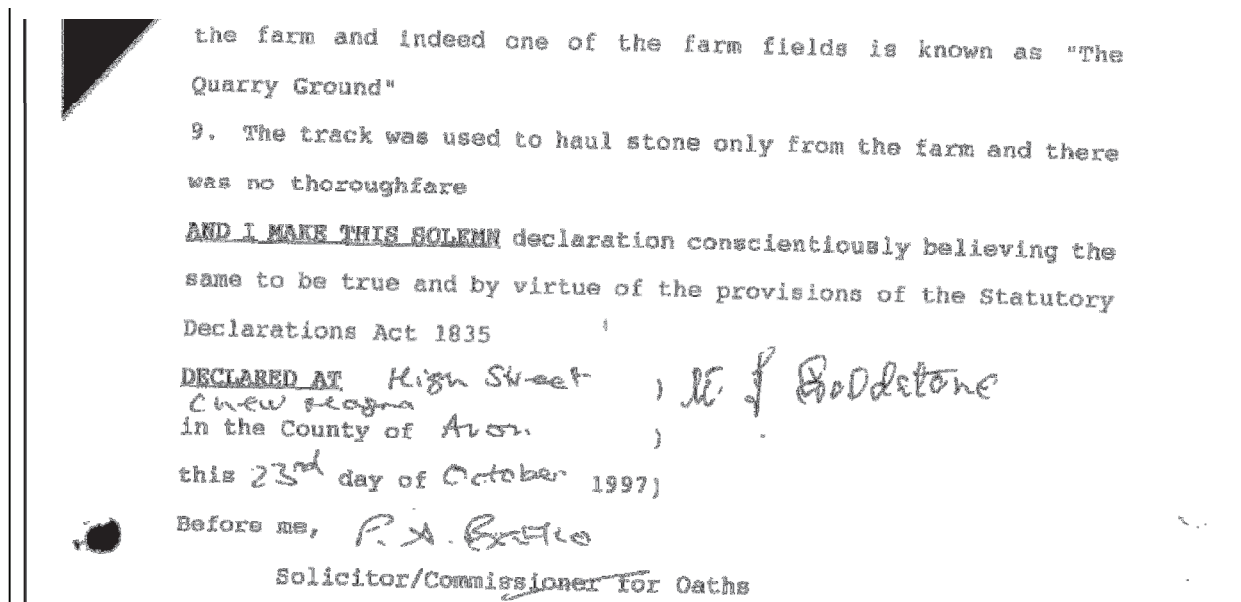 the farm and indeed one of the farm fields is known as "The
Quarry Ground"
9. The track was used to haul stone only from the farm and there
was no thoroughfare
AND I MAKE THIS SOLEMN declaration conscientiously believing the
same to be true and by virtue of the provisions of the Statutory
Declarations Act 1835
DECLARED AT High Street )
Chew Magna
in the County of Avon. )
this 23rd day of October 1997)
Before me, P. A.
Solicitor/Commissioner for Oaths